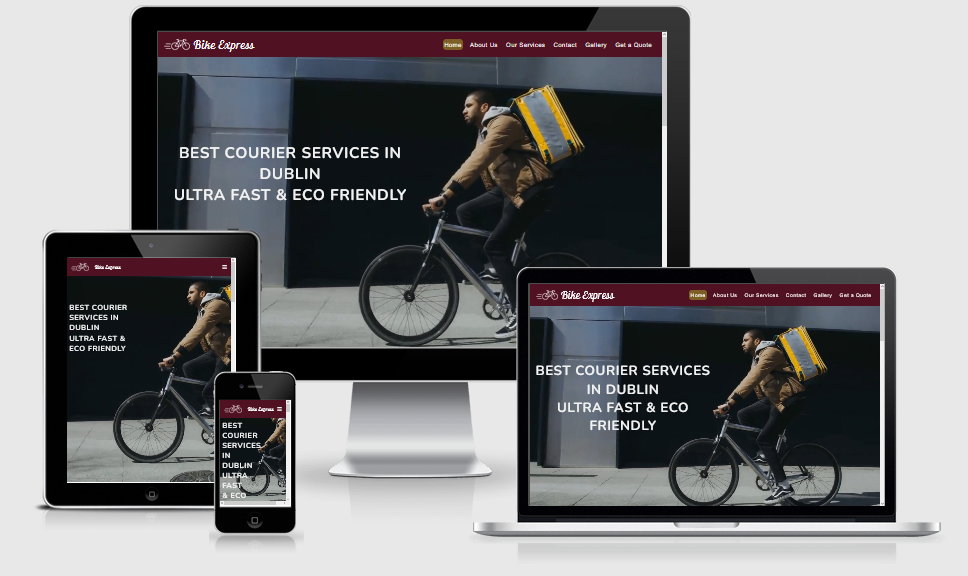 Bike Express Home About Us Our Services Contact Gallery Get a Quote
BEST COURIER SERVICES IN
DUBLIN
ULTRA FAST & ECO FRIENDLY
Bike Express
BEST COURIER
SERVICES IN
DUBLIN
ULTRA FAST &
ECO FRIENDLY
Bike Express
BEST
COURIER
SERVICES
IN
DUBLIN
ULTRA
FAST
& ECO
Bike Express Home About Us Our Services Contact Gallery Get a Quote
BEST COURIER SERVICES
IN DUBLIN
ULTRA FAST & ECO
FRIENDLY